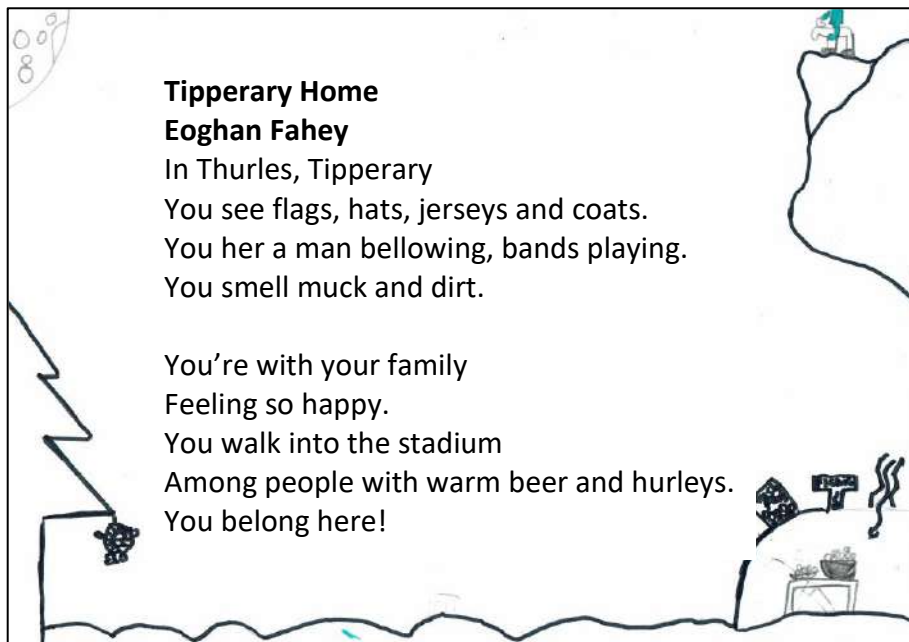 Tipperary Home
Eoghan Fahey
In Thurles, Tipperary
You see flags, hats, jerseys and coats.
You her a man bellowing, bands playing.
You smell muck and dirt.
You’re with your family
Feeling so happy.
You walk into the stadium
Among people with warm beer and hurleys.
You belong here!